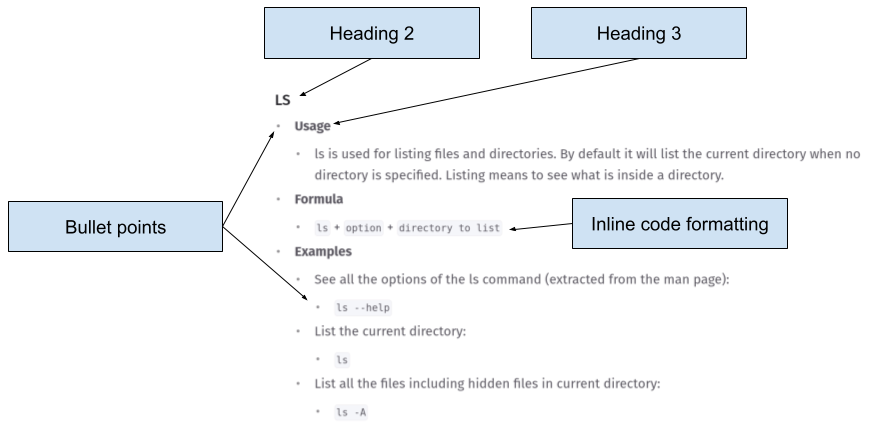 Heading 2
Heading 3
LS
Usage
ls is used for listing files and directories. By default it will list the current directory when no
directory is specified. Listing means to see what is inside a directory.
Formula
ls + option + directory to list
Inline code formatting
Bullet points
Examples
See all the options of the ls command (extracted from the man page):
ls --help
List the current directory:
ls
List all the files including hidden files in current directory:
ls -A